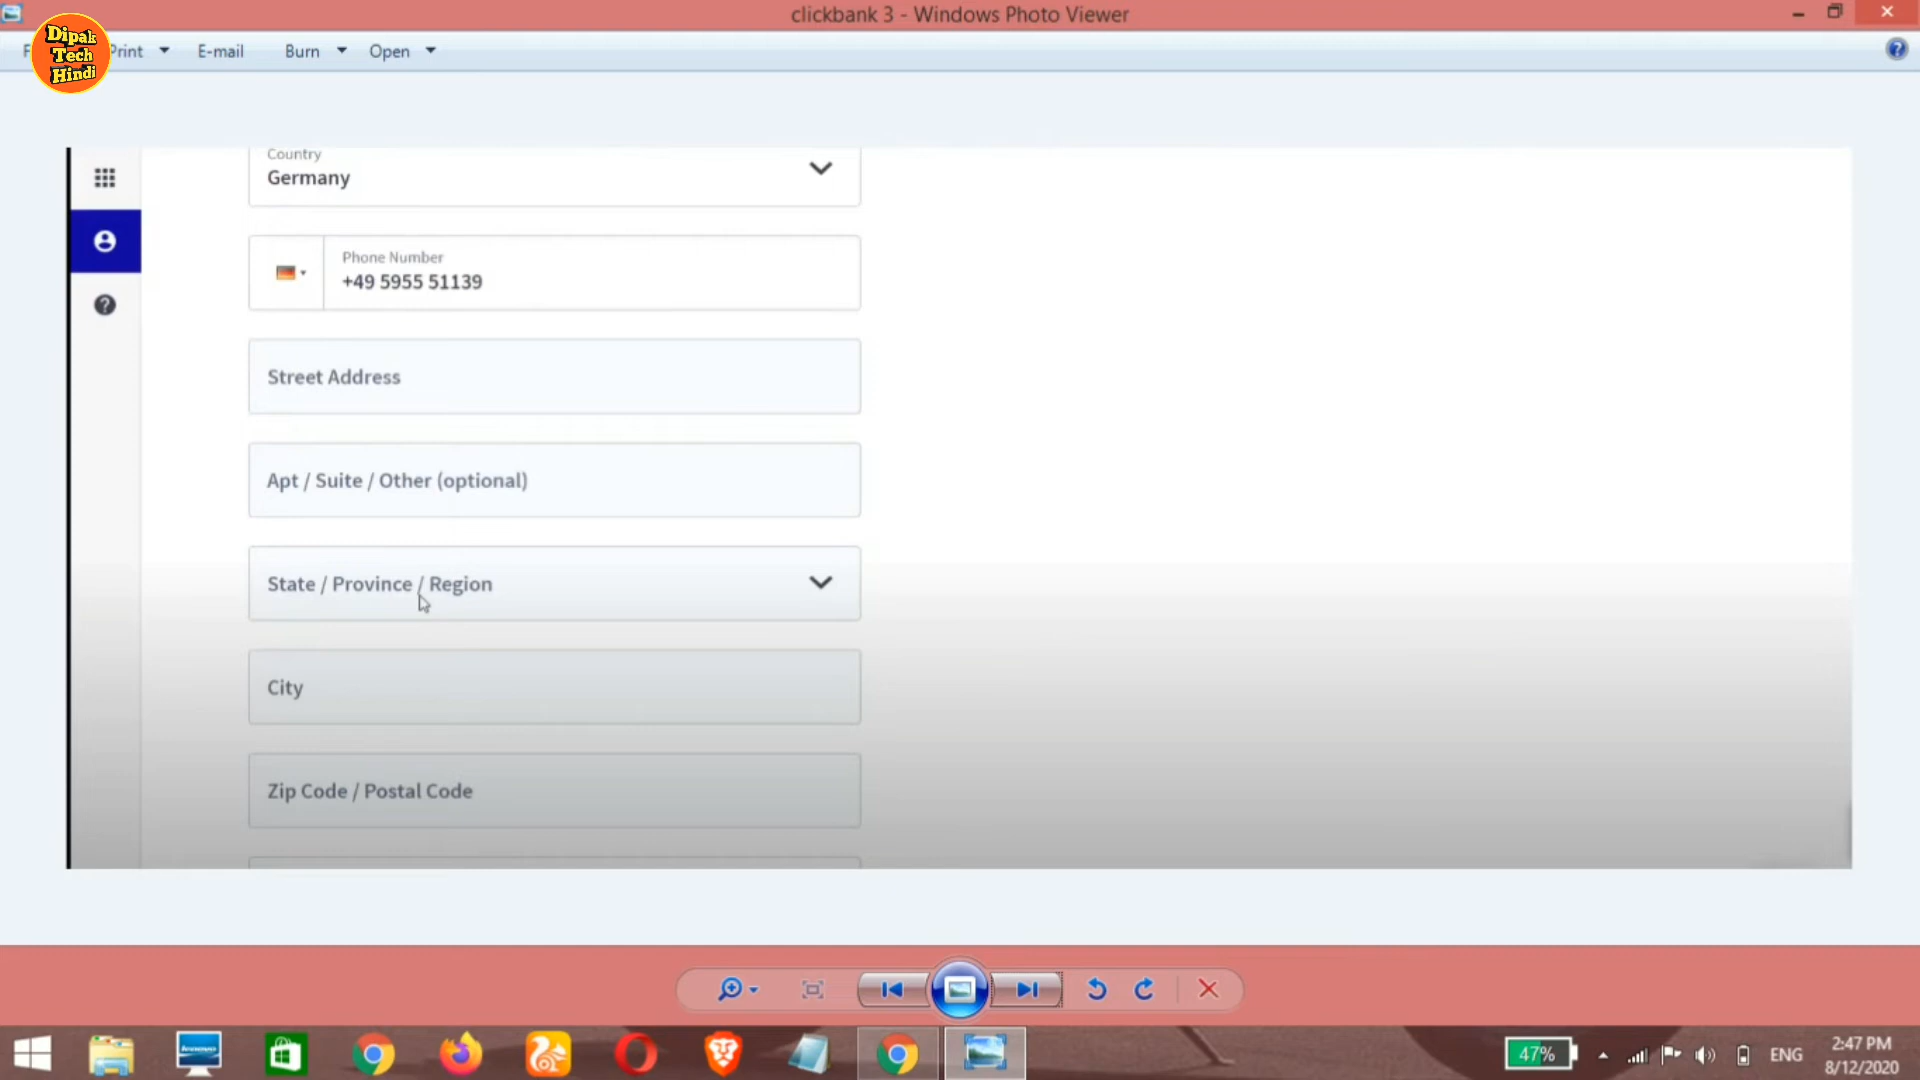 clickbank 3 - Windows Photo Viewer
Dipak
Tech
Hindi
Print
E-mail
Burn
Open
Country
Germany
Phone Number
+49 5955 51139
Street Address
Apt / Suite / Other (optional)
State / Province / Region
City
Zip Code / Postal Code
47%
ENG
2:47 PM
8/12/2020